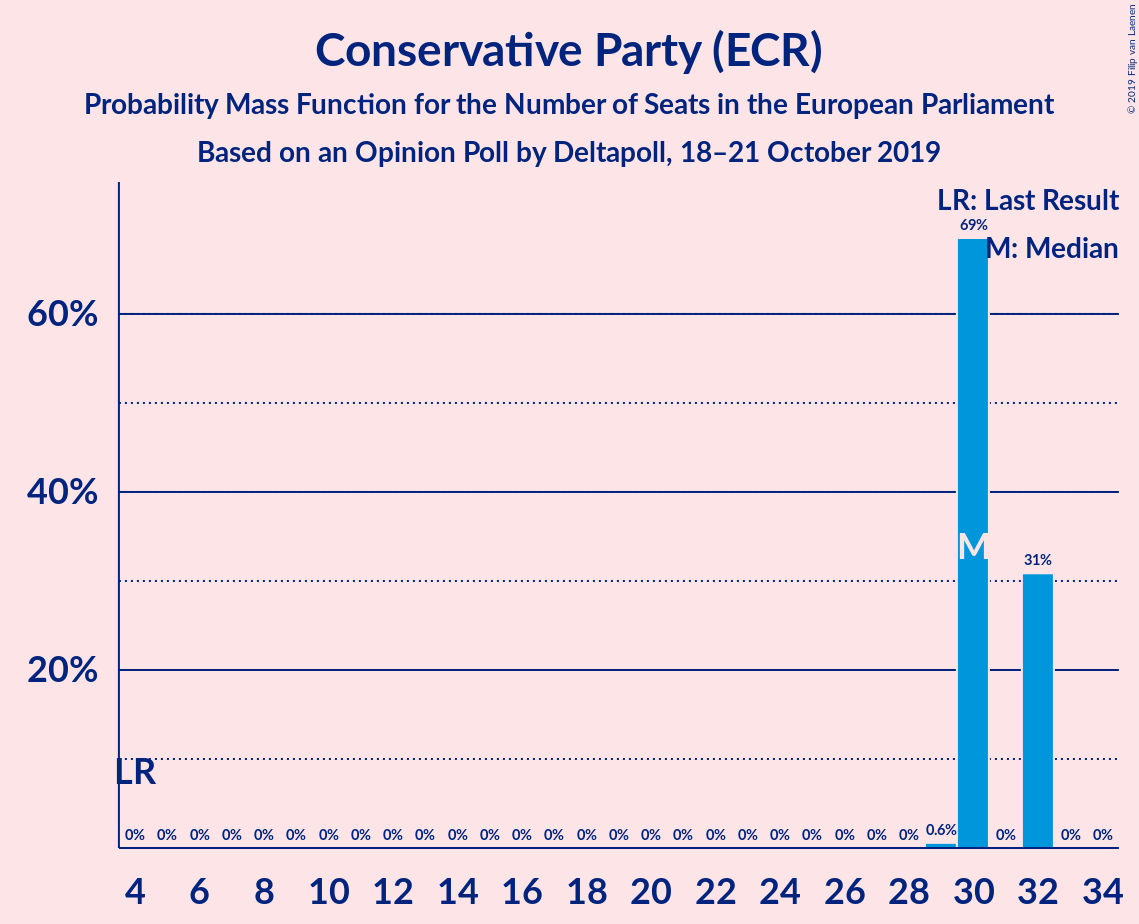 Conservative Party (ECR)
Probability Mass Function for the Number of Seats in the European Parliament
Based on an Opinion Poll by Deltapoll, 18–21 October 2019
© 2019 Filip van Laenen
LR: Last Result
M: Median
60%
40%
20%
69%
M
31%
LR
0% 0% 0% 0% 0% 0% 0% 0% 0% 0% 0% 0% 0% 0% 0% 0% 0% 0% 0% 0% 0% 0% 0% 0% 0% 0.6% 0% 0% 0%
4 6 8 10 12 14 16 18 20 22 24 26 28 30 32 34